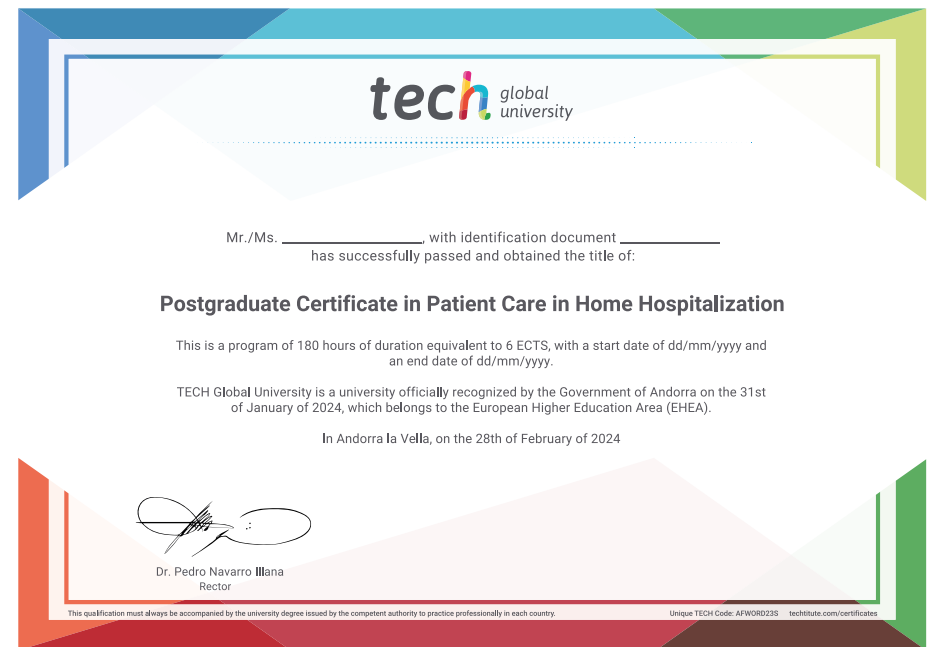 tech global
university
Mr./Ms. ______________, with identification document __________
has successfully passed and obtained the title of:
Postgraduate Certificate in Patient Care in Home Hospitalization
This is a program of 180 hours of duration equivalent to 6 ECTS, with a start date of dd/mm/yyyy and
an end date of dd/mm/yyyy.
TECH Global University is a university officially recognized by the Government of Andorra on the 31st
of January of 2024, which belongs to the European Higher Education Area (EHEA).
In Andorra la Vella, on the 28th of February of 2024
Dr. Pedro Navarro Illana
Rector
This qualification must always be accompanied by the university degree issued by the competent authority to practice professionally in each country.
Unique TECH Code: AFWORD23S techtitute.com/certificates